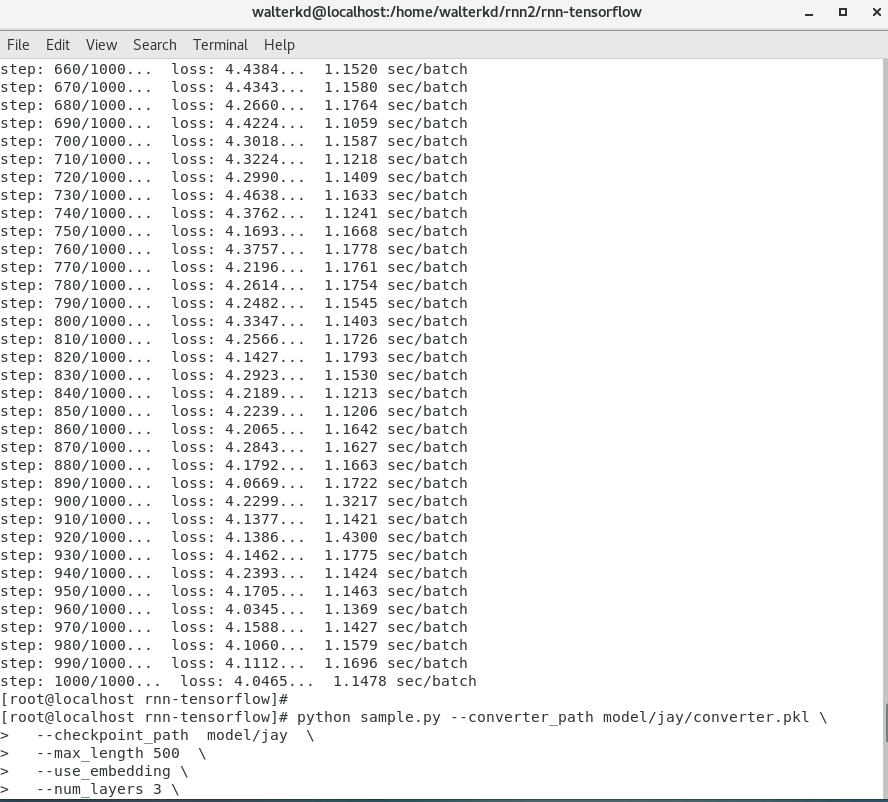 walterkd@localhost:/home/walterkd/rnn2/rnn-tensorflow
File Edit View Search Terminal Help
step: 660/1000...  loss: 4.4384...  1.1520 sec/batch
step: 670/1000...  loss: 4.4343...  1.1580 sec/batch
step: 680/1000...  loss: 4.2660...  1.1764 sec/batch
step: 690/1000...  loss: 4.4224...  1.1059 sec/batch
step: 700/1000...  loss: 4.3018...  1.1587 sec/batch
step: 710/1000...  loss: 4.3224...  1.1218 sec/batch
step: 720/1000...  loss: 4.2990...  1.1409 sec/batch
step: 730/1000...  loss: 4.4638...  1.1633 sec/batch
step: 740/1000...  loss: 4.3762...  1.1241 sec/batch
step: 750/1000...  loss: 4.1693...  1.1668 sec/batch
step: 760/1000...  loss: 4.3757...  1.1778 sec/batch
step: 770/1000...  loss: 4.2196...  1.1761 sec/batch
step: 780/1000...  loss: 4.2614...  1.1754 sec/batch
step: 790/1000...  loss: 4.2482...  1.1545 sec/batch
step: 800/1000...  loss: 4.3347...  1.1403 sec/batch
step: 810/1000...  loss: 4.2566...  1.1726 sec/batch
step: 820/1000...  loss: 4.1427...  1.1793 sec/batch
step: 830/1000...  loss: 4.2923...  1.1530 sec/batch
step: 840/1000...  loss: 4.2189...  1.1213 sec/batch
step: 850/1000...  loss: 4.2239...  1.1206 sec/batch
step: 860/1000...  loss: 4.2065...  1.1642 sec/batch
step: 870/1000...  loss: 4.2843...  1.1627 sec/batch
step: 880/1000...  loss: 4.1792...  1.1663 sec/batch
step: 890/1000...  loss: 4.0669...  1.1722 sec/batch
step: 900/1000...  loss: 4.2299...  1.3217 sec/batch
step: 910/1000...  loss: 4.1377...  1.1421 sec/batch
step: 920/1000...  loss: 4.1386...  1.4300 sec/batch
step: 930/1000...  loss: 4.1462...  1.1775 sec/batch
step: 940/1000...  loss: 4.2393...  1.1424 sec/batch
step: 950/1000...  loss: 4.1705...  1.1463 sec/batch
step: 960/1000...  loss: 4.0345...  1.1369 sec/batch
step: 970/1000...  loss: 4.1588...  1.1427 sec/batch
step: 980/1000...  loss: 4.1060...  1.1579 sec/batch
step: 990/1000...  loss: 4.1112...  1.1696 sec/batch
step: 1000/1000...  loss: 4.0465...  1.1478 sec/batch
[root@localhost rnn-tensorflow]#
[root@localhost rnn-tensorflow]# python sample.py --converter_path model/jay/converter.pkl \
>   --checkpoint_path  model/jay  \
>   --max_length 500  \
>   --use_embedding \
>   --num_layers 3 \